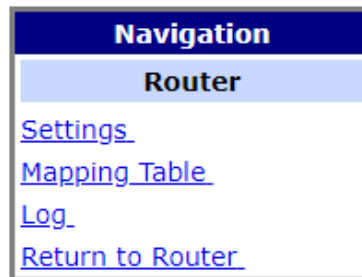 Navigation
Router
Settings
Mapping Table
Log
Return to Router